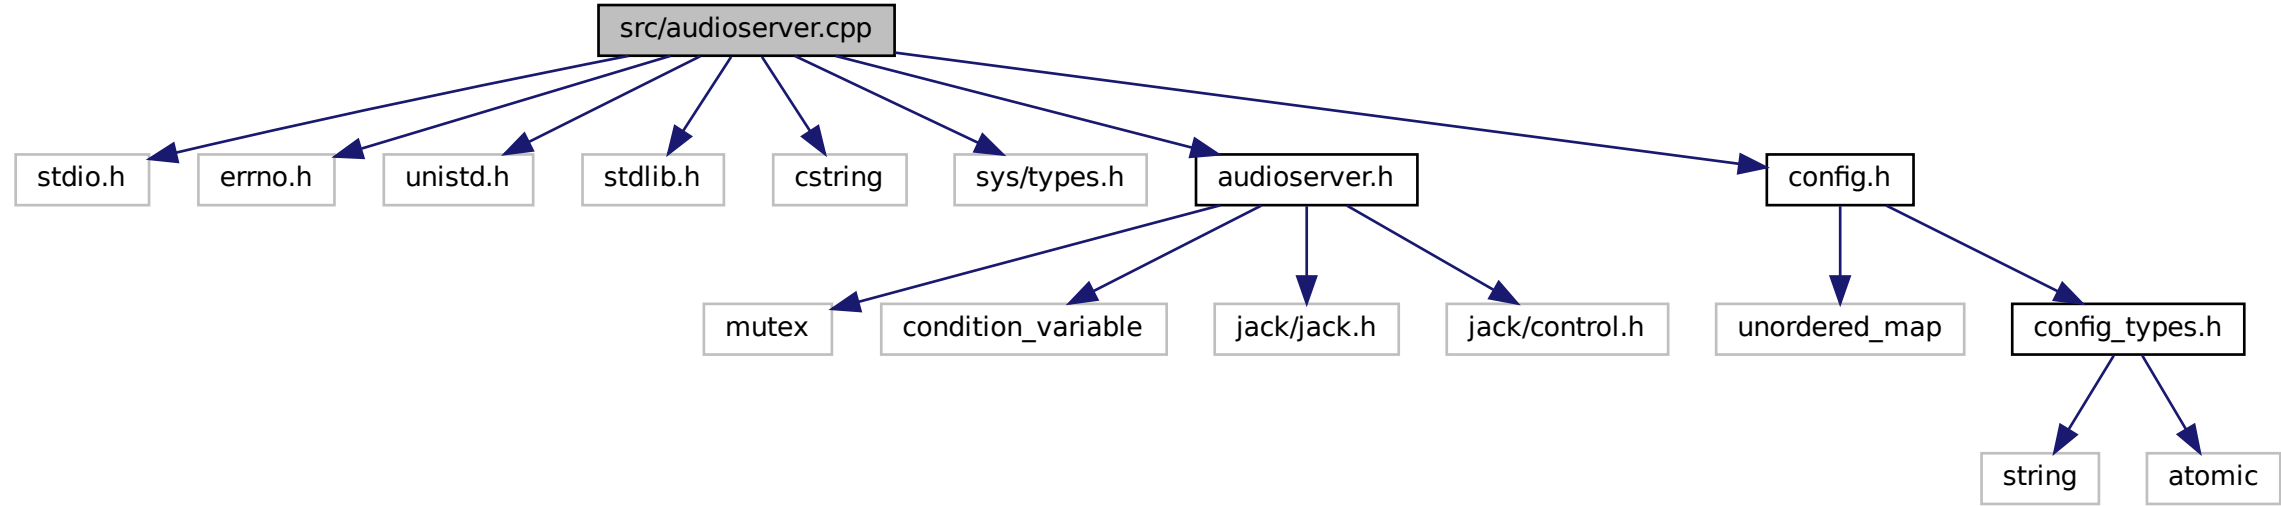 src/audioserver.cpp
stdio.h
errno.h
unistd.h
stdlib.h
cstring
sys/types.h
audioserver.h
config.h
mutex
condition_variable
jack/jack.h
jack/control.h
unordered_map
config_types.h
string
atomic